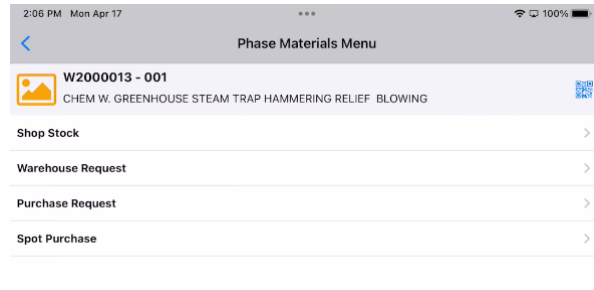 2:06 PM Mon Apr 17 100%
Phase Materials Menu
W2000013 - 001
CHEM W. GREENHOUSE STEAM TRAP HAMMERING RELIEF BLOWING
Shop Stock
Warehouse Request
Purchase Request
Spot Purchase